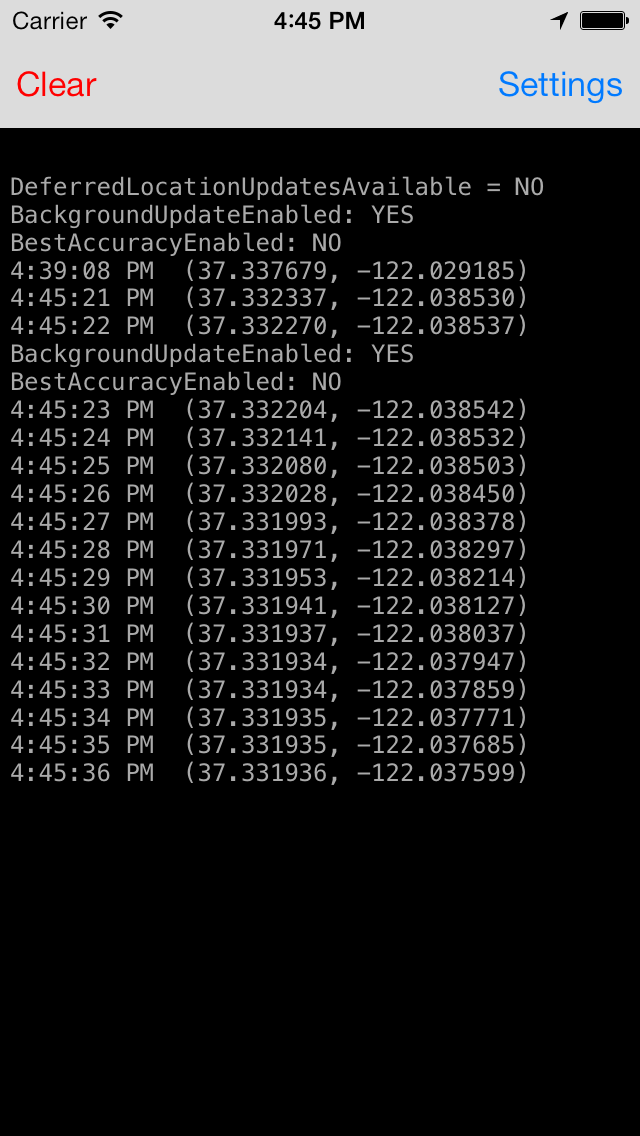 Carrier 4:45 PM
Clear Settings
DeferredLocationUpdatesAvailable = NO
BackgroundUpdateEnabled: YES
BestAccuracyEnabled: NO
4:39:08 PM  (37.337679, -122.029185)
4:45:21 PM  (37.332337, -122.038530)
4:45:22 PM  (37.332270, -122.038537)
BackgroundUpdateEnabled: YES
BestAccuracyEnabled: NO
4:45:23 PM  (37.332204, -122.038542)
4:45:24 PM  (37.332141, -122.038532)
4:45:25 PM  (37.332080, -122.038503)
4:45:26 PM  (37.332028, -122.038450)
4:45:27 PM  (37.331993, -122.038378)
4:45:28 PM  (37.331971, -122.038297)
4:45:29 PM  (37.331953, -122.038214)
4:45:30 PM  (37.331941, -122.038127)
4:45:31 PM  (37.331937, -122.038037)
4:45:32 PM  (37.331934, -122.037947)
4:45:33 PM  (37.331934, -122.037859)
4:45:34 PM  (37.331935, -122.037771)
4:45:35 PM  (37.331935, -122.037685)
4:45:36 PM  (37.331936, -122.037599)